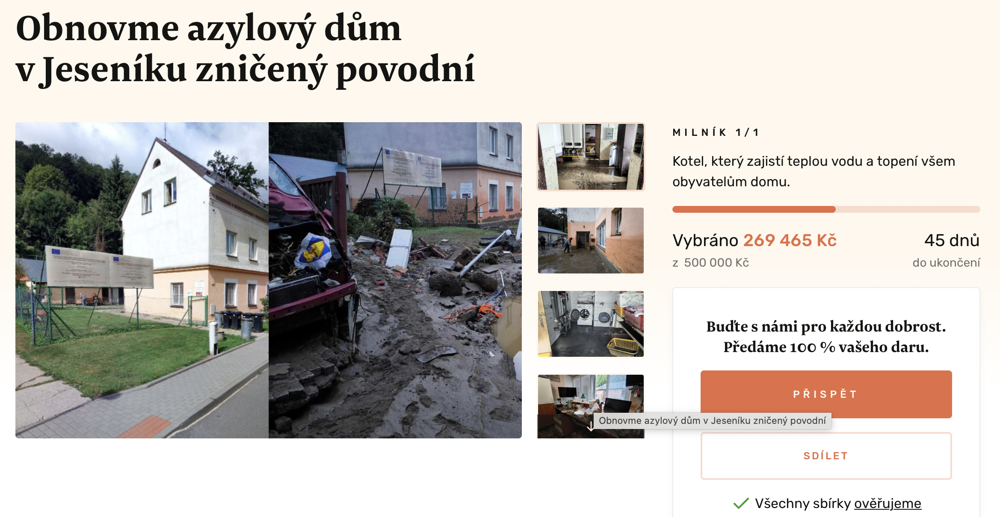 Obnovme azylový dům
v Jeseníku zničený povodní
MILNÍK 1/1
Kotel, který zajistí teplou vodu a topení všem
obyvatelům domu.
Vybráno 269 465 Kč
z 500 000 Kč
45 dnů
do ukončení
Buďte s námi pro každou dobrost.
Předáme 100 % vašeho daru.
PŘISPĚT
Obnovme azylový dům v Jeseníku zničený povodní
SDÍLET
Všechny sbírky ověřujeme